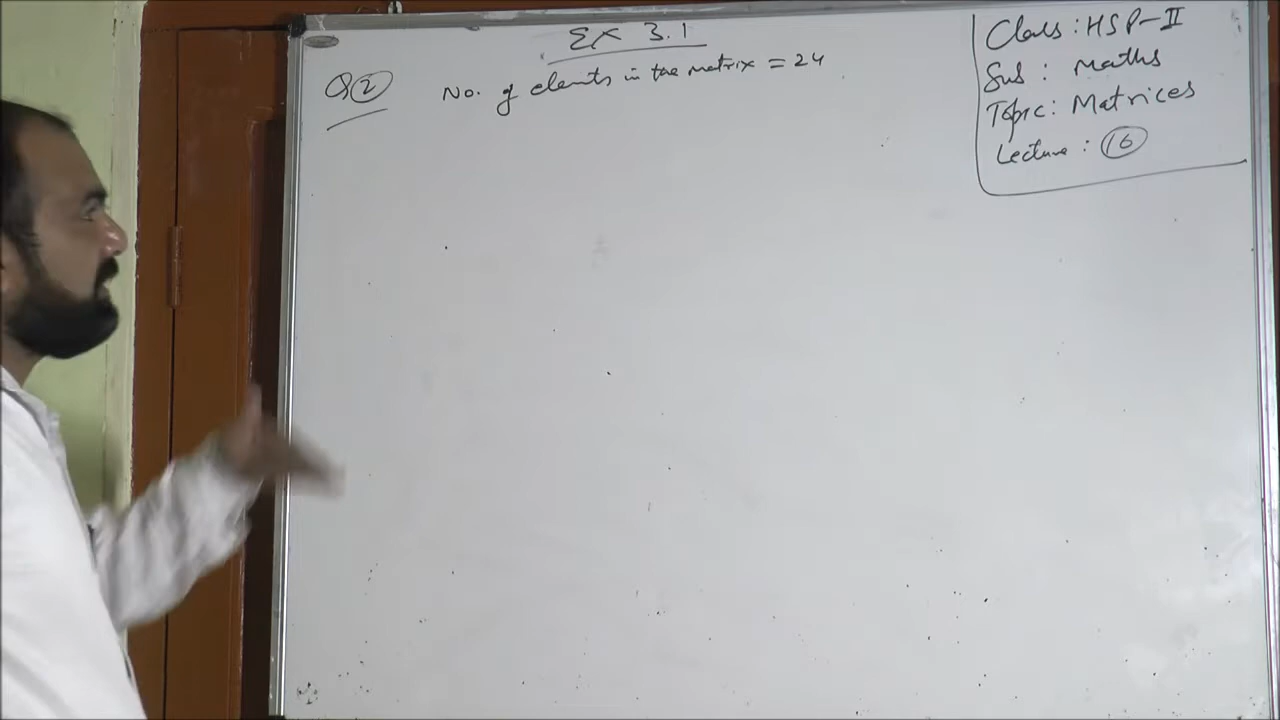 Ex 3.1
Q ②
No. of elements in the matrix = 24
Class : HSP-II
Sub : Maths
Topic : Matrices
Lecture : 16